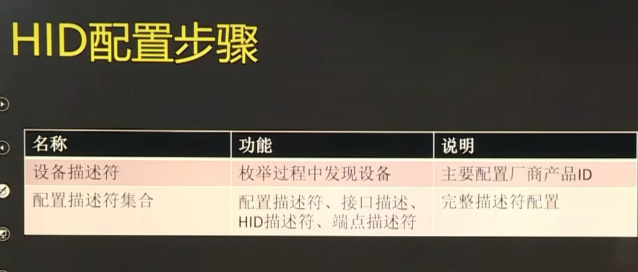 HID配置步骤
名称 功能 说明
设备描述符 枚举过程中发现设备 主要配置厂商产品ID
配置描述符集合 配置描述符、接口描述、 完整描述符配置
HID描述符、端点描述符